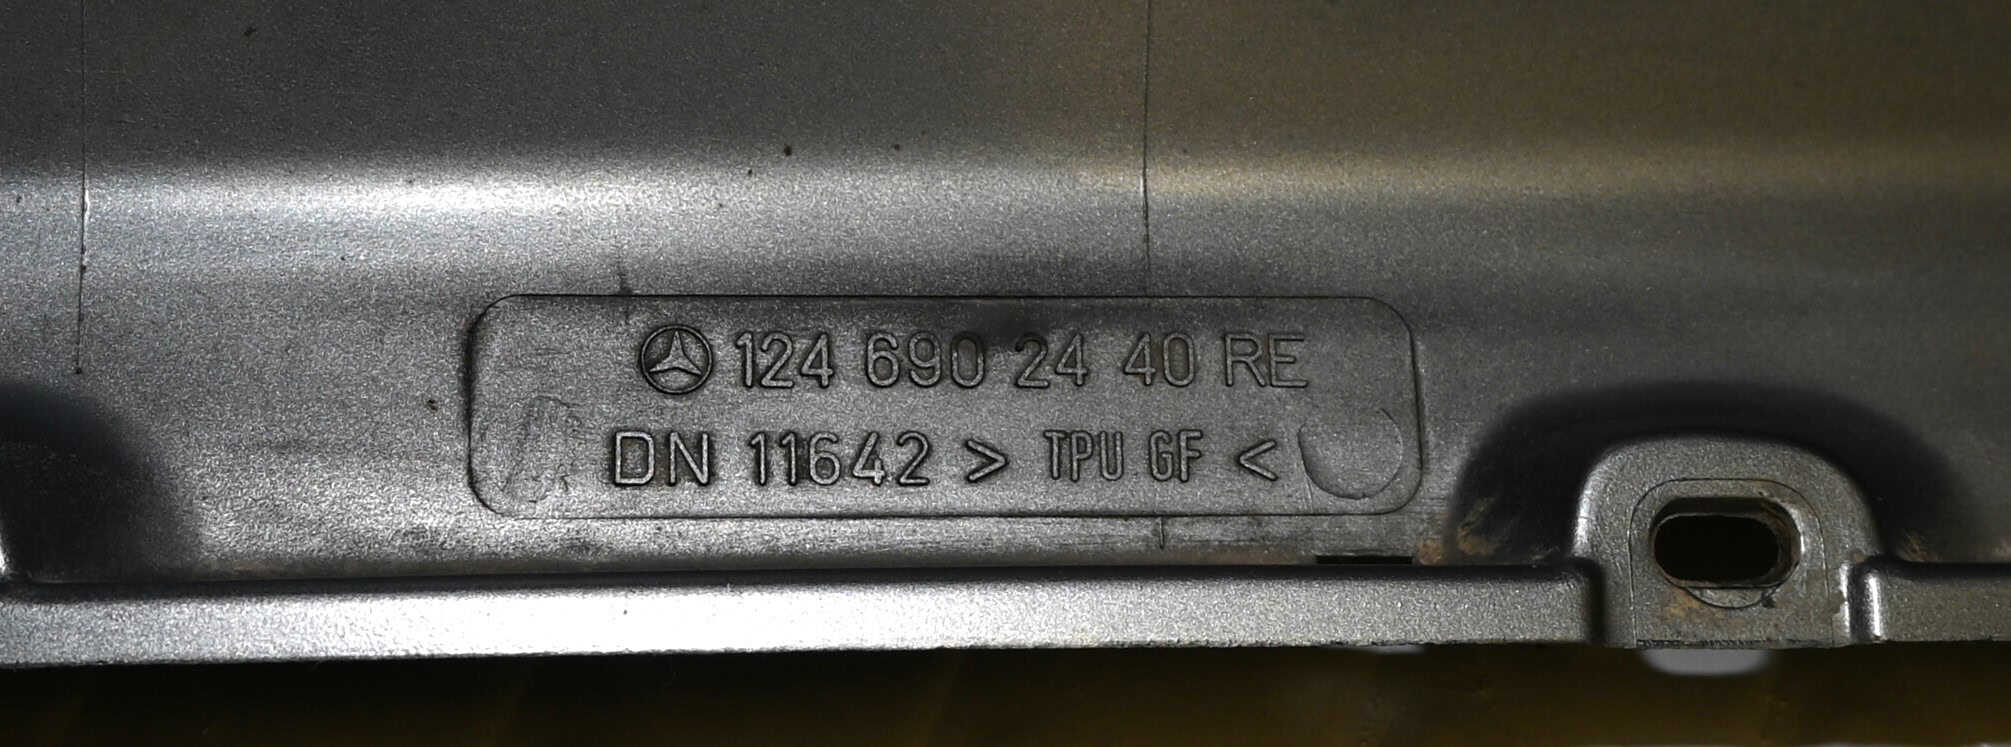 124 690 24 40 RE
DN 11642 > TPU GF <